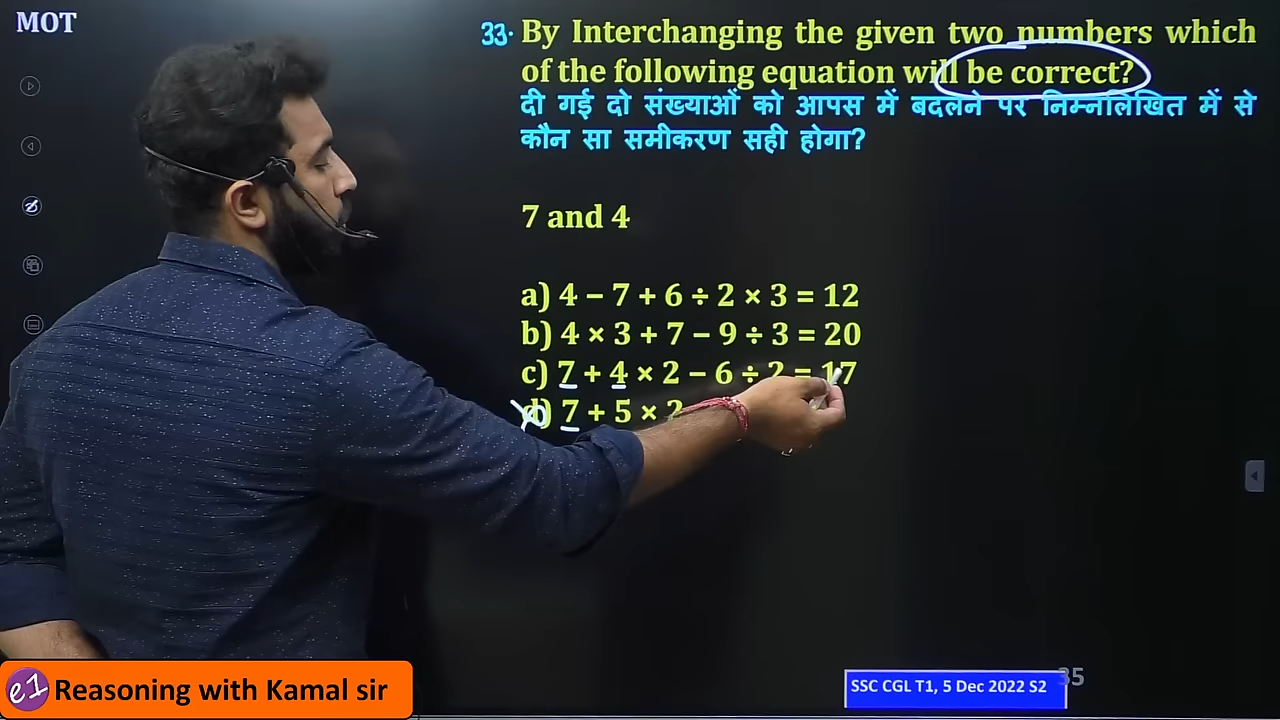 MOT
33. By Interchanging the given two numbers which
of the following equation will be correct?
दी गई दो संख्याओं को आपस में बदलने पर निम्नलिखित में से
कौन सा समीकरण सही होगा?
7 and 4
a) 4 − 7 + 6 ÷ 2 × 3 = 12
b) 4 × 3 + 7 − 9 ÷ 3 = 20
c) 7 + 4 × 2 − 6 ÷ 2 = 17
d) 7 + 5 × 2
35
SSC CGL T1, 5 Dec 2022 S2
e1 Reasoning with Kamal sir